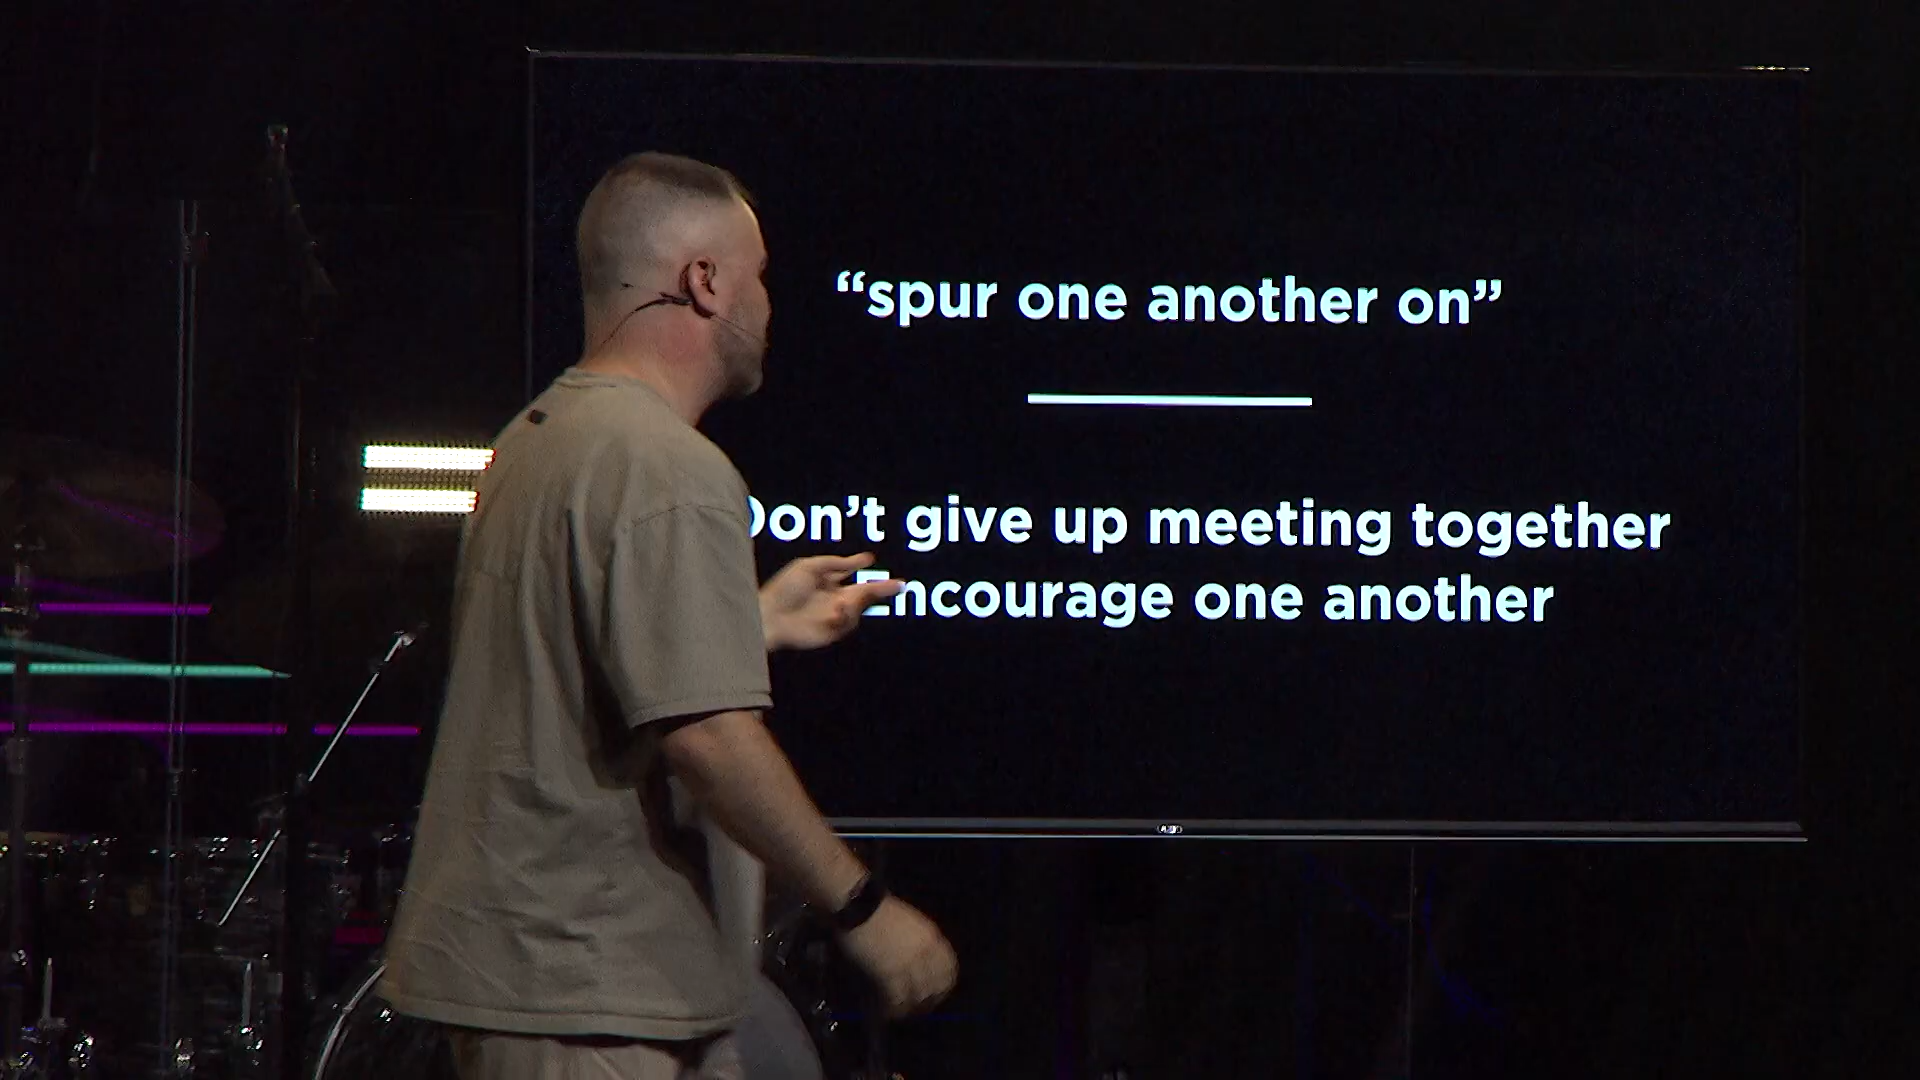 “spur one another on”
Don’t give up meeting together
Encourage one another